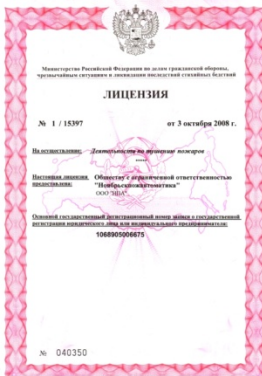 Министерство Российской Федерации по делам гражданской обороны,
чрезвычайным ситуациям и ликвидации последствий стихийных бедствий
ЛИЦЕНЗИЯ
№ 1 / 15397 от 3 октября 2008 г.
На осуществление: Деятельность по тушению пожаров
*****
Настоящая лицензия Обществу с ограниченной ответственностью
предоставлена: "Ноябрьскпожавтоматика"
ООО "НПА"
Основной государственный регистрационный номер записи о государственной
регистрации юридического лица или индивидуального предпринимателя:
1068905006675
№ 040350